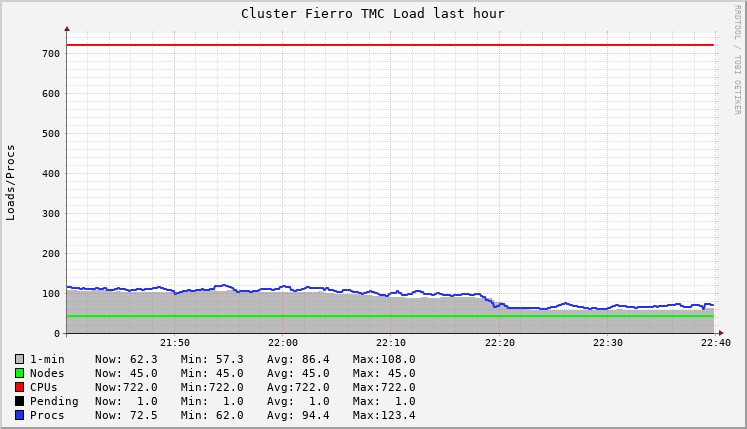 Cluster Fierro TMC Load last hour
RRDTOOL / TOBI OETIKER
Loads/Procs
700
600
500
400
300
200
100
0
21:50 22:00 22:10 22:20 22:30 22:40
1-min Now: 62.3 Min: 57.3 Avg: 86.4 Max:108.0
Nodes Now: 45.0 Min: 45.0 Avg: 45.0 Max: 45.0
CPUs Now:722.0 Min:722.0 Avg:722.0 Max:722.0
Pending Now: 1.0 Min: 1.0 Avg: 1.0 Max: 1.0
Procs Now: 72.5 Min: 62.0 Avg: 94.4 Max:123.4